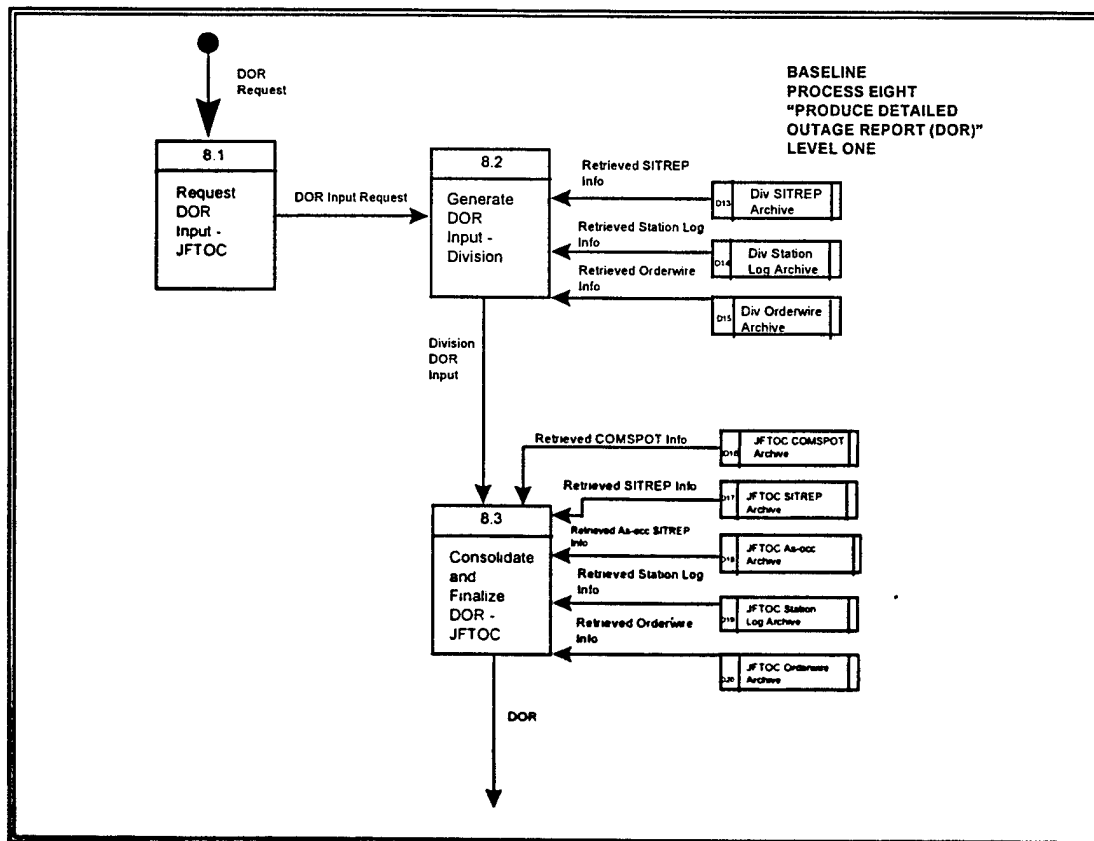 BASELINE
PROCESS EIGHT
"PRODUCE DETAILED
OUTAGE REPORT (DOR)"
LEVEL ONE
DOR
Request
8.1
Request
DOR
Input -
JFTOC
DOR Input Request
8.2
Generate
DOR
Input -
Division
Retrieved SITREP
Info
D13
Div SITREP
Archive
Retrieved Station Log
Info
D14
Div Station
Log Archive
Retrieved Orderwire
Info
D15
Div Orderwire
Archive
Division
DOR
Input
Retrieved COMSPOT Info
D16
JFTOC COMSPOT
Archive
Retrieved SITREP Info
D17
JFTOC SITREP
Archive
8.3
Consolidate
and
Finalize
DOR -
JFTOC
Retrieved As-occ SITREP
Info
D18
JFTOC As-occ
Archive
Retrieved Station Log
Info
D19
JFTOC Station
Log Archive
Retrieved Orderwire
Info
D20
JFTOC Orderwire
Archive
DOR